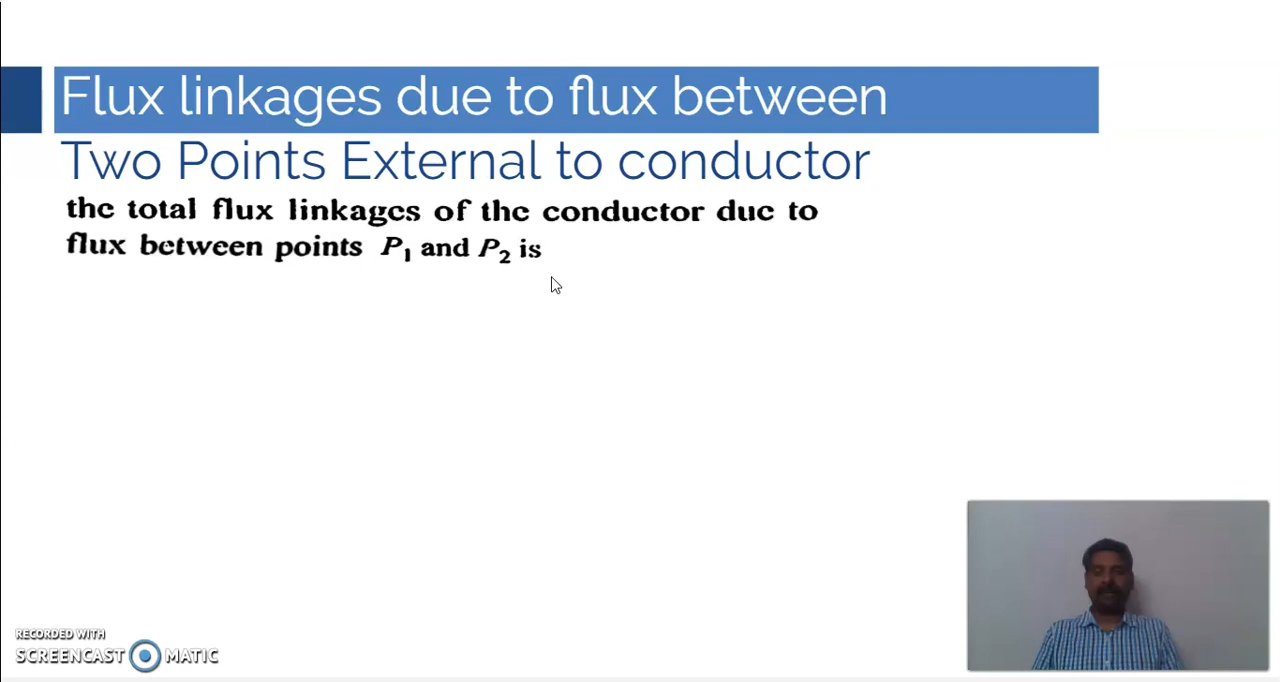 Flux linkages due to flux between
Two Points External to conductor
the total flux linkages of the conductor due to
flux between points P₁ and P₂ is
RECORDED WITH
SCREENCAST MATIC